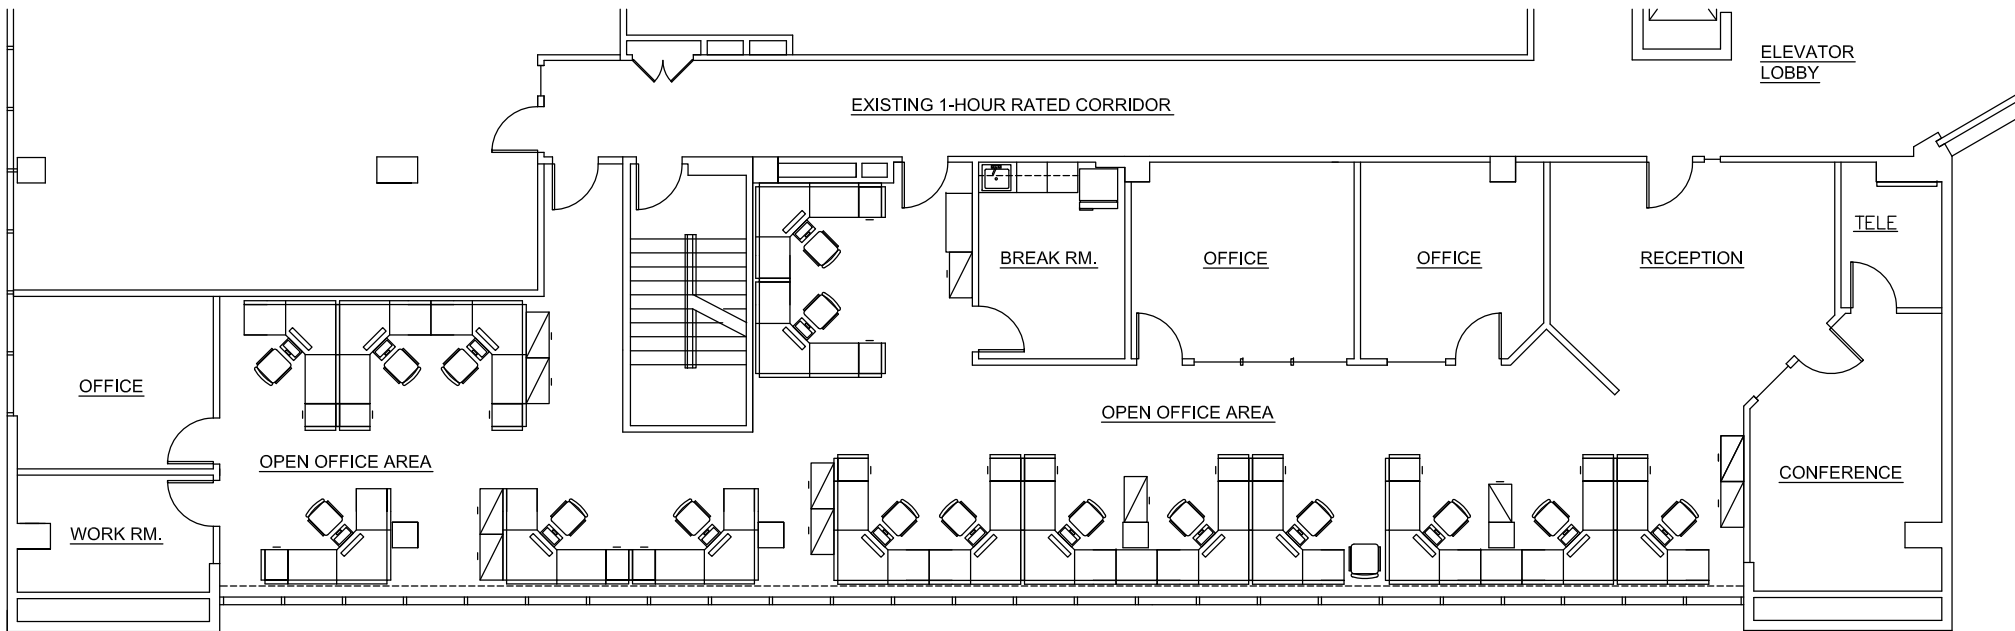 ELEVATOR
LOBBY
EXISTING 1-HOUR RATED CORRIDOR
TELE
BREAK RM.
OFFICE
OFFICE
RECEPTION
OFFICE
OPEN OFFICE AREA
OPEN OFFICE AREA
CONFERENCE
WORK RM.